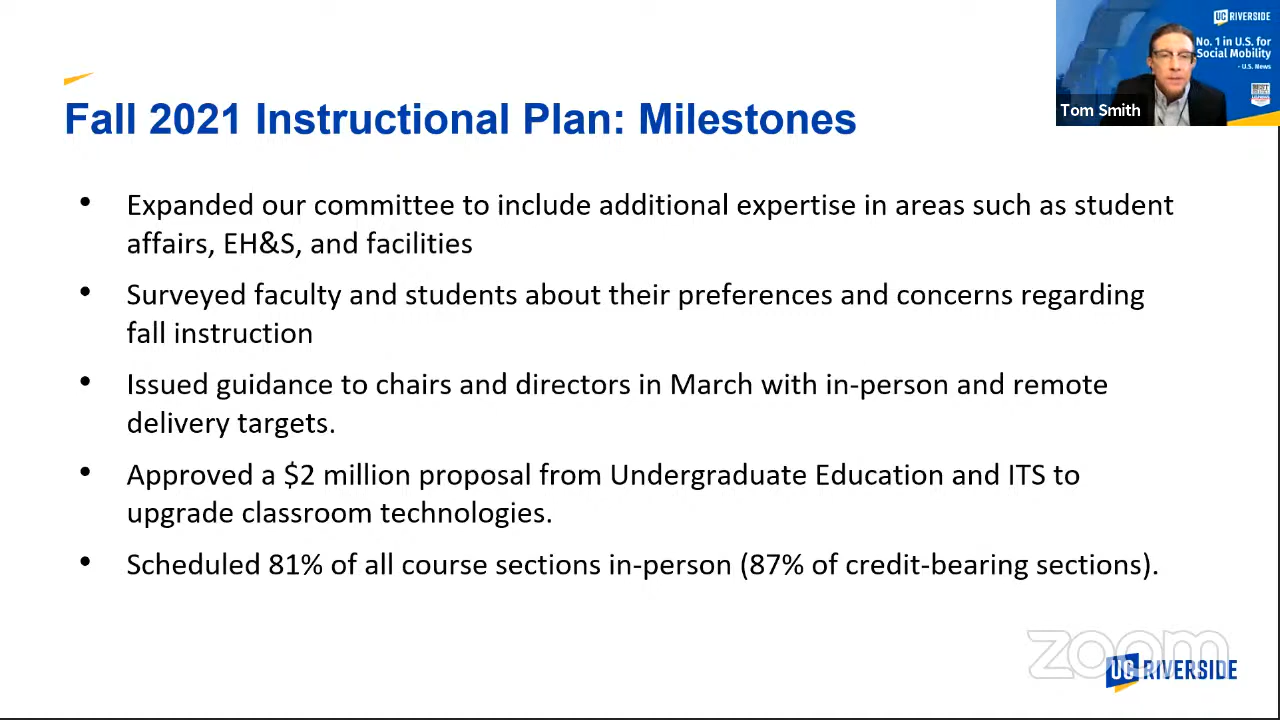 UC RIVERSIDE
No. 1 in U.S. for
Social Mobility
- U.S. News
Tom Smith
Fall 2021 Instructional Plan: Milestones
• Expanded our committee to include additional expertise in areas such as student
affairs, EH&S, and facilities
• Surveyed faculty and students about their preferences and concerns regarding
fall instruction
• Issued guidance to chairs and directors in March with in-person and remote
delivery targets.
• Approved a $2 million proposal from Undergraduate Education and ITS to
upgrade classroom technologies.
• Scheduled 81% of all course sections in-person (87% of credit-bearing sections).
zoom
UC RIVERSIDE